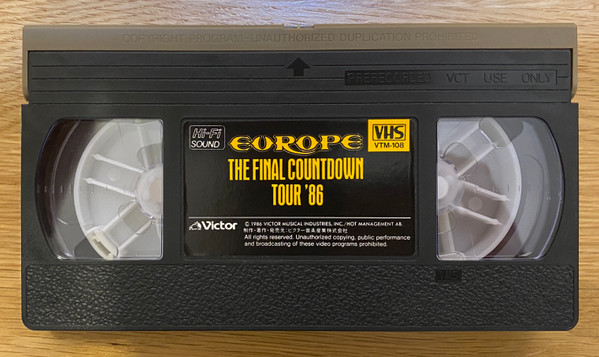 COPYRIGHT PROGRAM-UNAUTHORIZED DUPLICATION PROHIBITED
PRERECORDED VCT USE ONLY
Hi-Fi SOUND
EUROPE
VHS
VTM-108
THE FINAL COUNTDOWN
TOUR '86
Victor
© 1986 VICTOR MUSICAL INDUSTRIES, INC./HOT MANAGEMENT AB.
制作・著作・発売元:ビクター音楽産業株式会社
All rights reserved. Unauthorized copying, public performance
and broadcasting of these video programs prohibited.